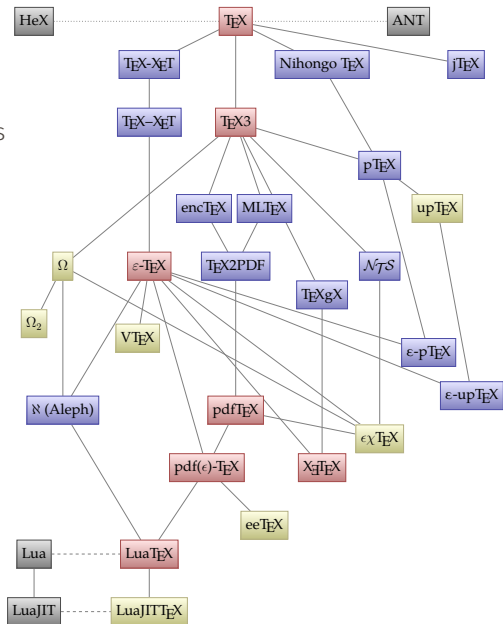 HeX TEX ANT
TEX-XET Nihongo TEX jTEX
TEX--XET TEX3
s
pTEX
encTEX MLTEX upTEX
Ω ε-TEX TEX2PDF NTS
TEXgX
Ω2
VTEX
ε-pTEX
ε-upTEX
ℵ (Aleph) pdfTEX
ϵχTEX
pdf(ϵ)-TEX XƎTEX
eeTEX
Lua LuaTEX
LuaJIT LuaJITTEX